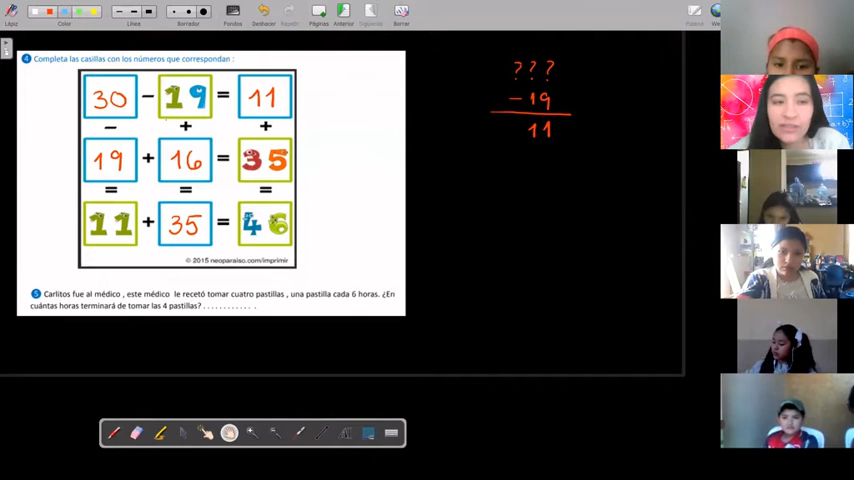 Lápiz
Línea
Borrador
Fondos
Deshacer
Rehacer
Páginas
Anterior
Siguiente
Borrar
4 Completa las casillas con los números que correspondan :
30 - 19 = 11
- + +
19 + 16 = 35
= = =
11 + 35 = 46
© 2015 neoparaiso.com/imprimir
5 Carlitos fue al médico , este médico le recetó tomar cuatro pastillas , una pastilla cada 6 horas. ¿En
cuántas horas terminará de tomar las 4 pastillas? . . . . . . . . . . . .
? ? ?
- 19
11